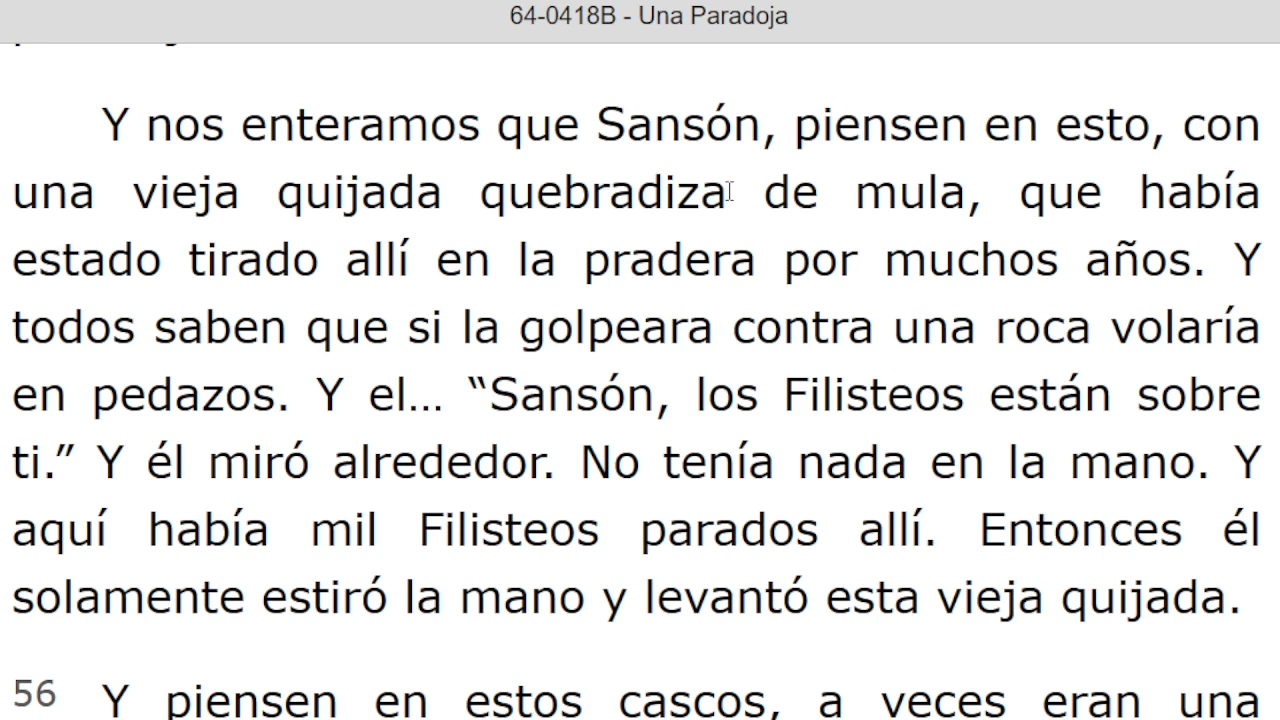 64-0418B - Una Paradoja
Y nos enteramos que Sansón, piensen en esto, con
una vieja quijada quebradiza de mula, que había
estado tirado allí en la pradera por muchos años. Y
todos saben que si la golpeara contra una roca volaría
en pedazos. Y el... “Sansón, los Filisteos están sobre
ti.” Y él miró alrededor. No tenía nada en la mano. Y
aquí había mil Filisteos parados allí. Entonces él
solamente estiró la mano y levantó esta vieja quijada.
56 Y piensen en estos cascos, a veces eran una